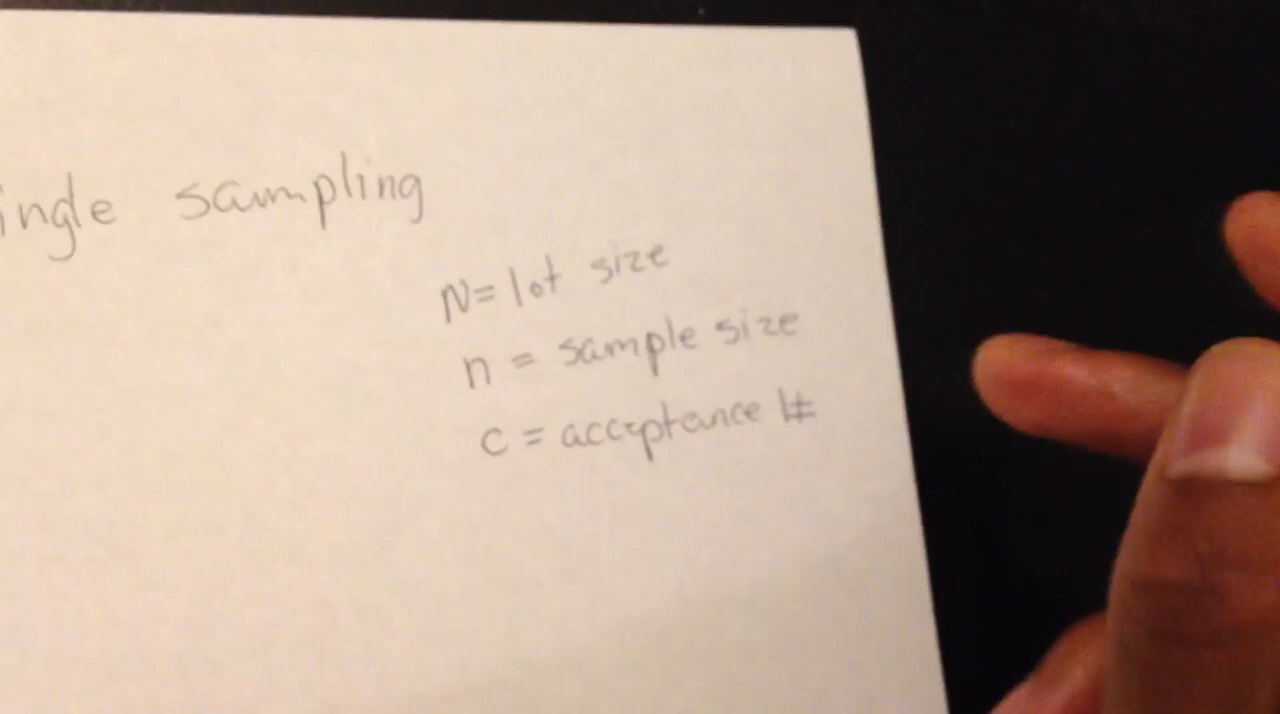 ingle sampling
N= lot size
n = sample size
c = acceptance #